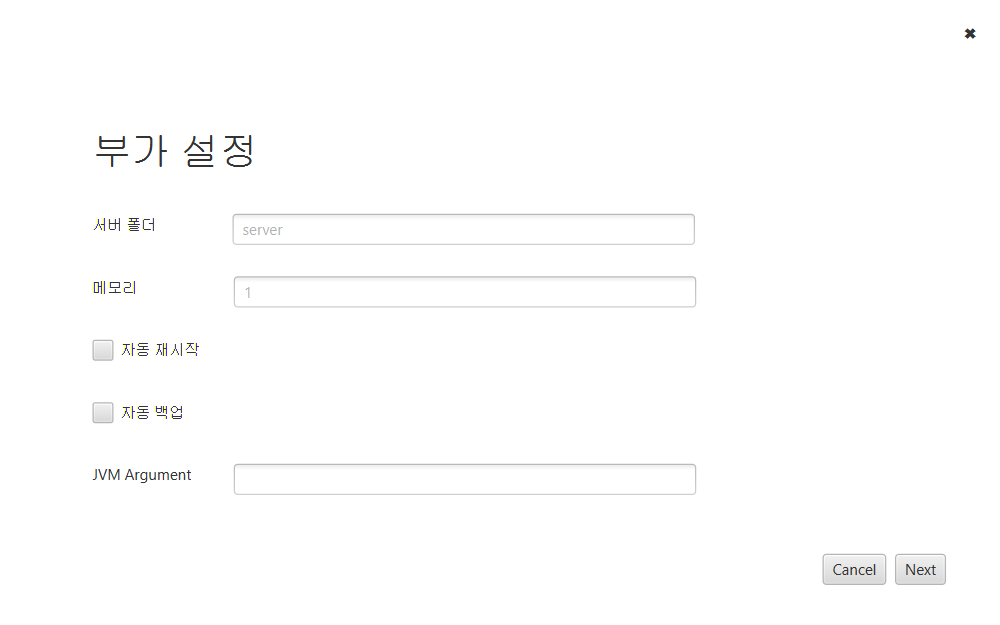 ✖
부가 설정
서버 폴더
server
메모리
1
자동 재시작
자동 백업
JVM Argument
Cancel
Next